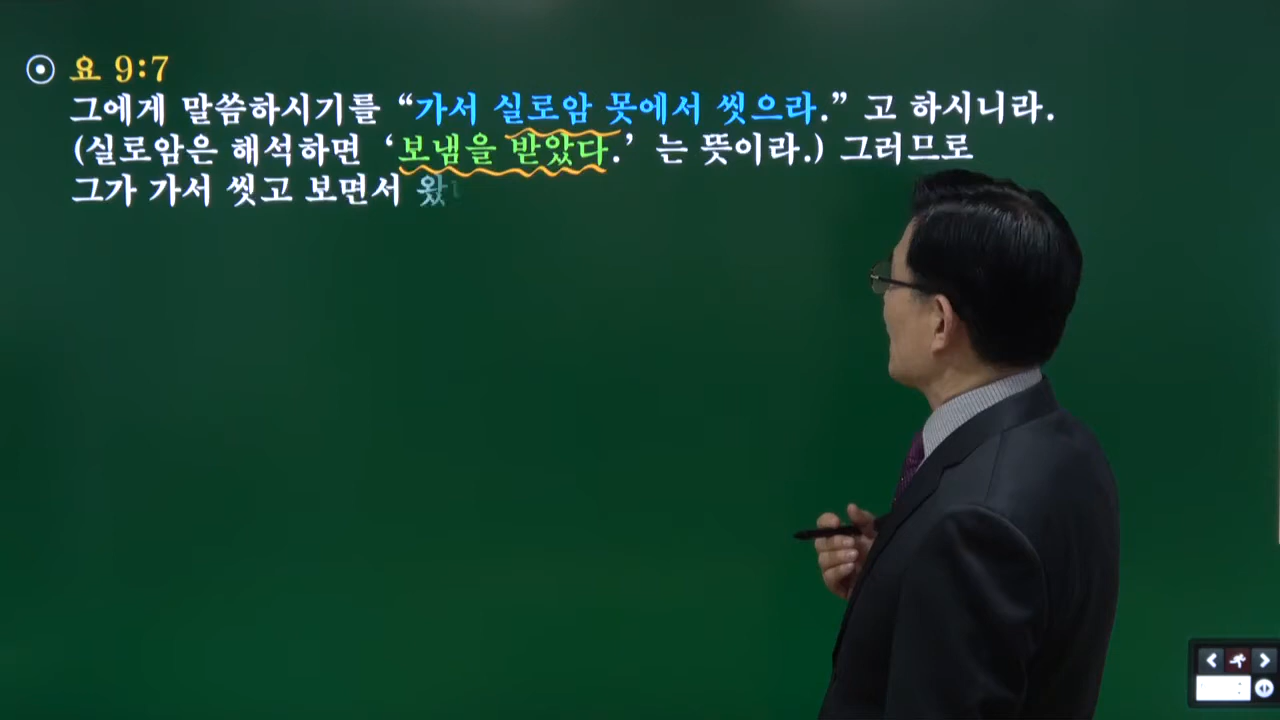 ⊙ 요 9:7
그에게 말씀하시기를 “가서 실로암 못에서 씻으라.” 고 하시니라.
(실로암은 해석하면 ‘보냄을 받았다.’ 는 뜻이라.) 그러므로
그가 가서 씻고 보면서 왔